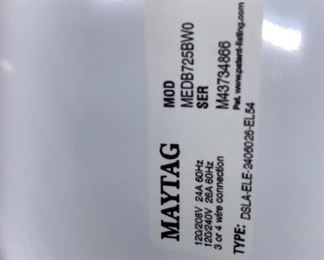 MAYTAG
120/208V 24A 60Hz
120/240V 26A 60Hz
3 or 4 wire connection
TYPE: DSLA-ELE-2406026-EL54
MOD
MEDB725BW0
SER
M43734866
Pat. www.patent-listing.com